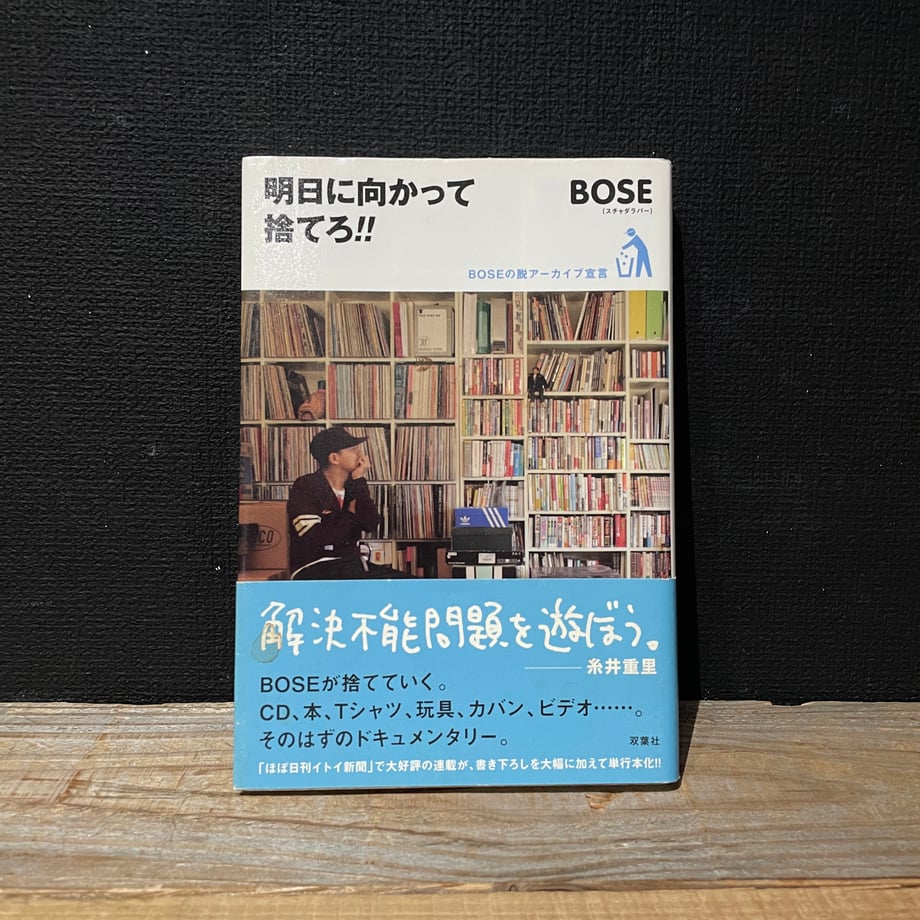 明日に向かって
捨てろ!!
BOSE
(スチャダラパー)
BOSEの脱アーカイブ宣言
解決不能問題を遊ぼう。
——糸井重里
BOSEが捨てていく。
CD、本、Tシャツ、玩具、カバン、ビデオ……。
そのはずのドキュメンタリー。
双葉社
「ほぼ日刊イトイ新聞」で大好評の連載が、書き下ろしを大幅に加えて単行本化!!